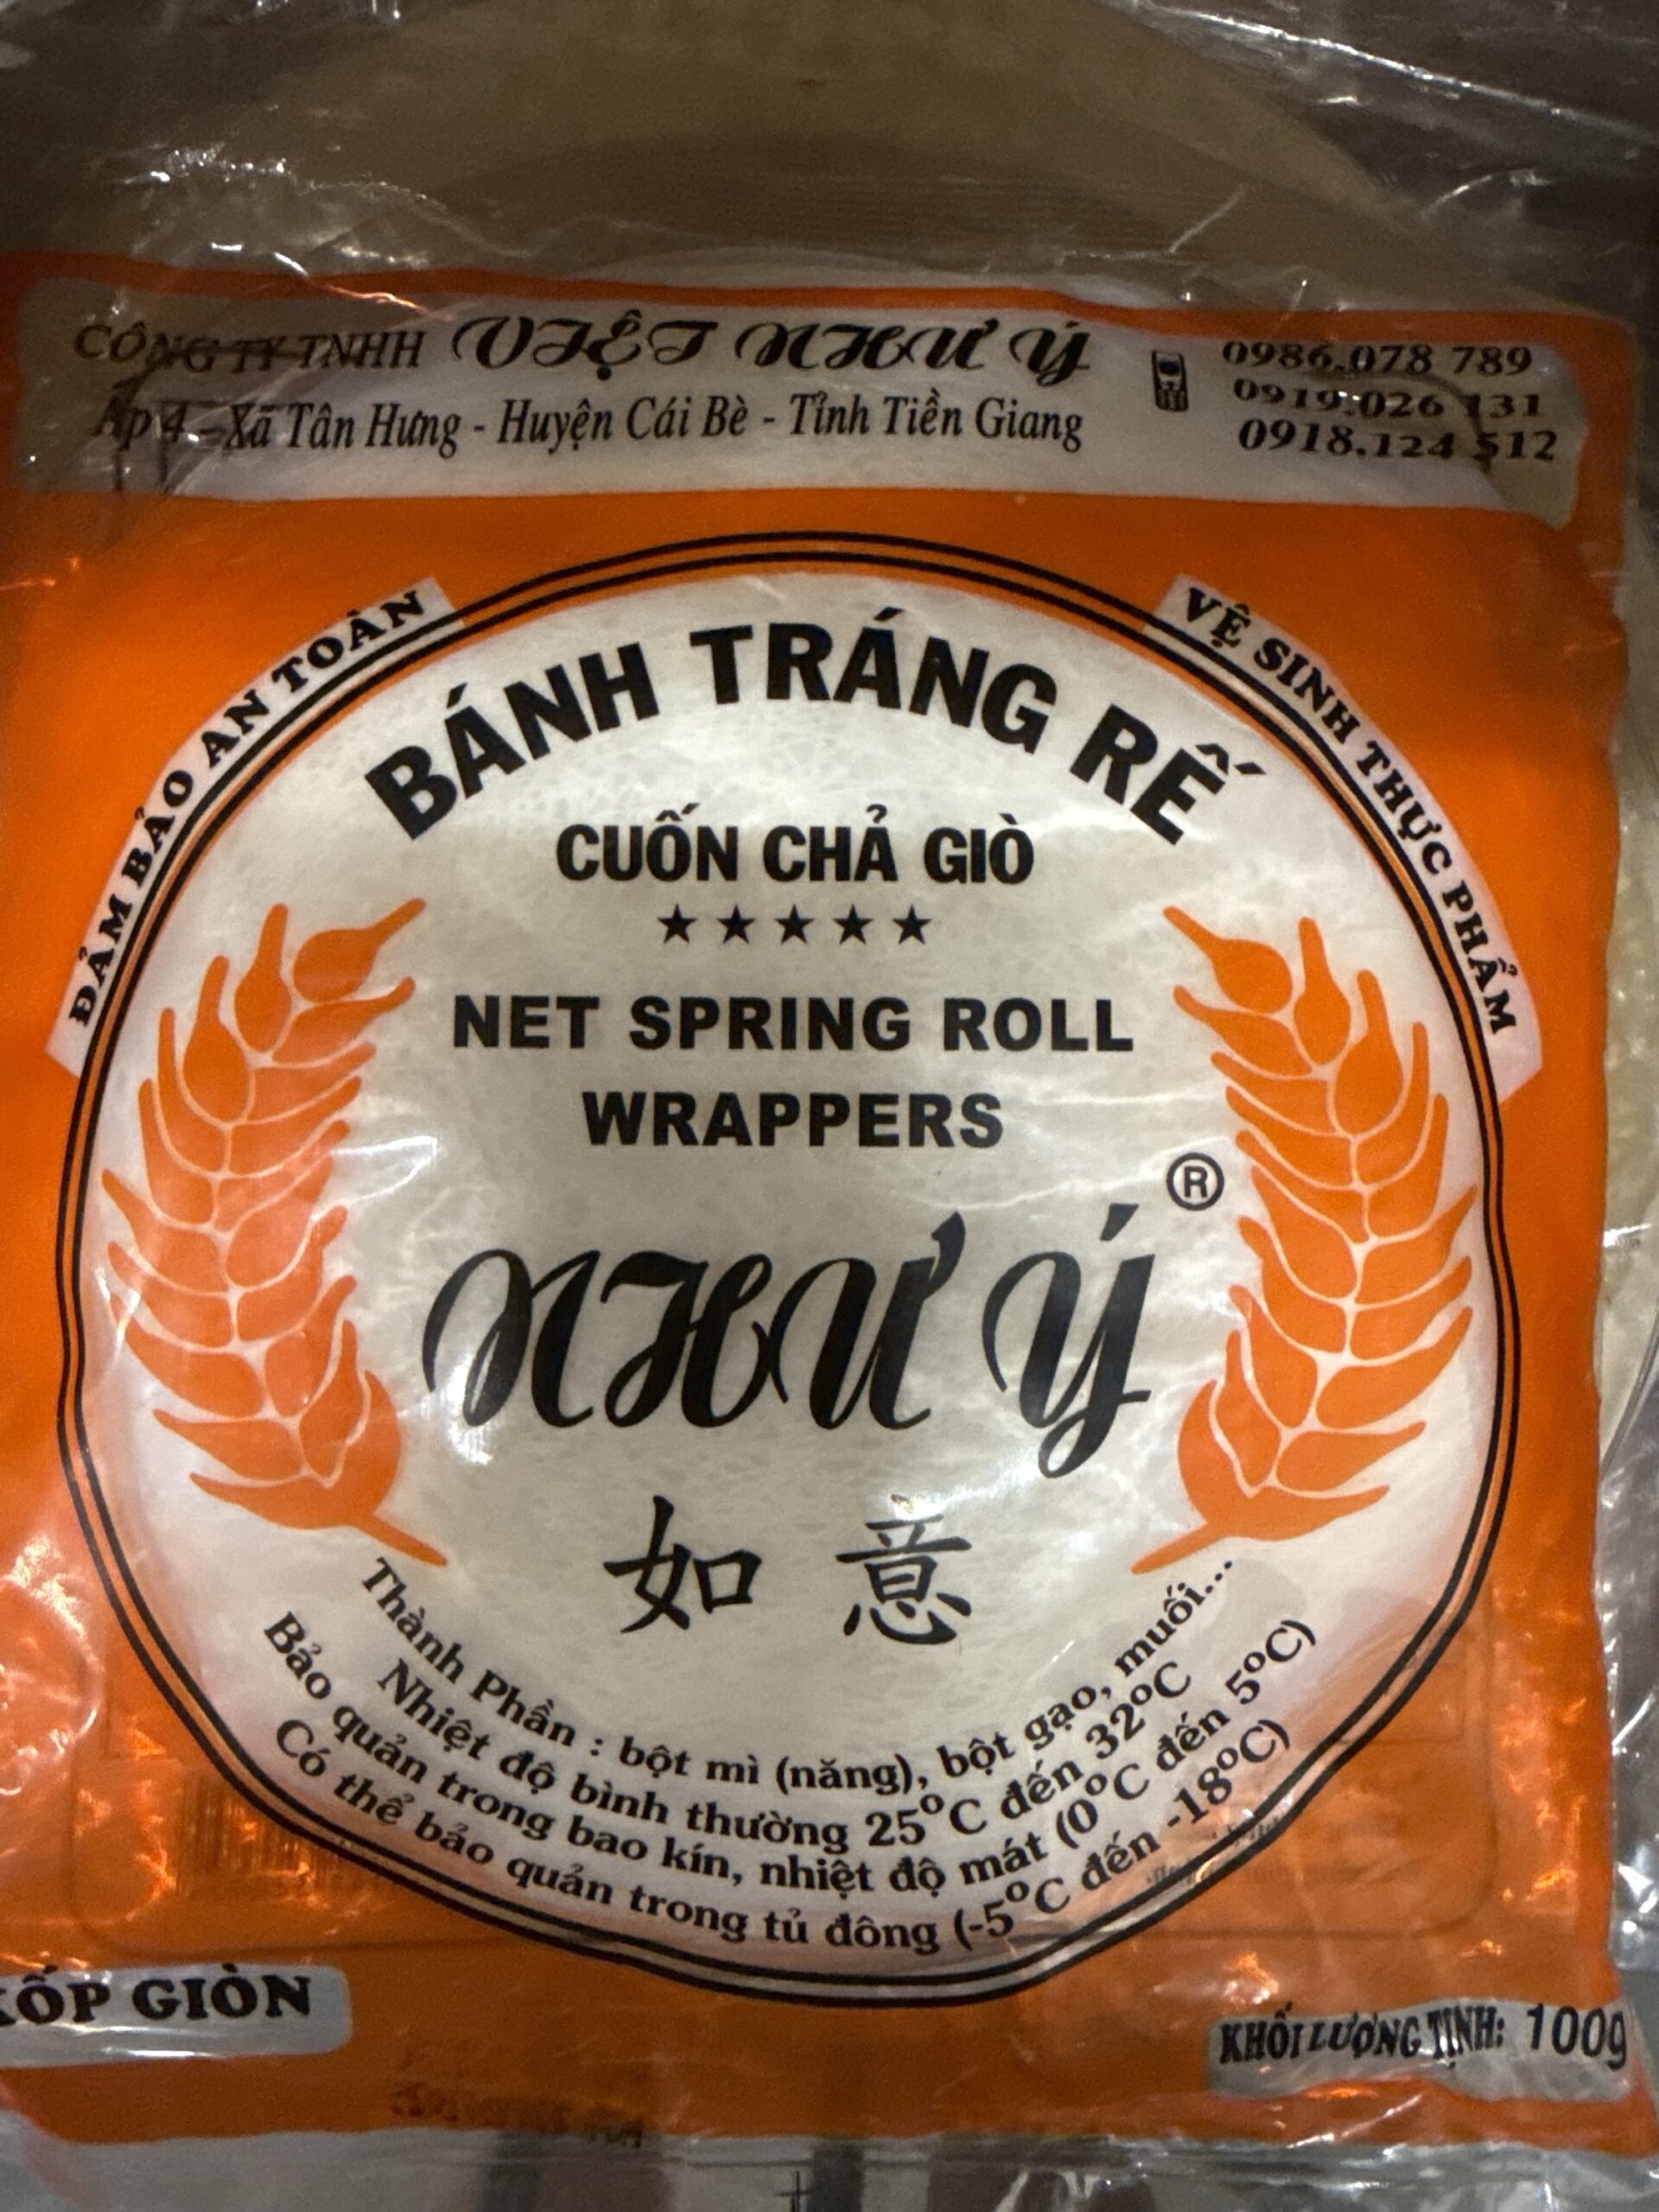 CÔNG TY TNHH VIỆT NHƯ Ý
Ấp 4 - Xã Tân Hưng - Huyện Cái Bè - Tỉnh Tiền Giang
0986.078 789
0919.026 131
0918.124 512
ĐẢM BẢO AN TOÀN
VỆ SINH THỰC PHẨM
BÁNH TRÁNG RẾ
CUỐN CHẢ GIÒ
★★★★★
NET SPRING ROLL
WRAPPERS
NHƯ Ý ®
如意
Thành Phần : bột mì (năng), bột gạo, muối...
Nhiệt độ bình thường 25°C đến 32°C
Bảo quản trong bao kín, nhiệt độ mát (0°C đến 5°C)
Có thể bảo quản trong tủ đông (-5°C đến -18°C)
XỐP GIÒN
KHỐI LƯỢNG TỊNH: 100g